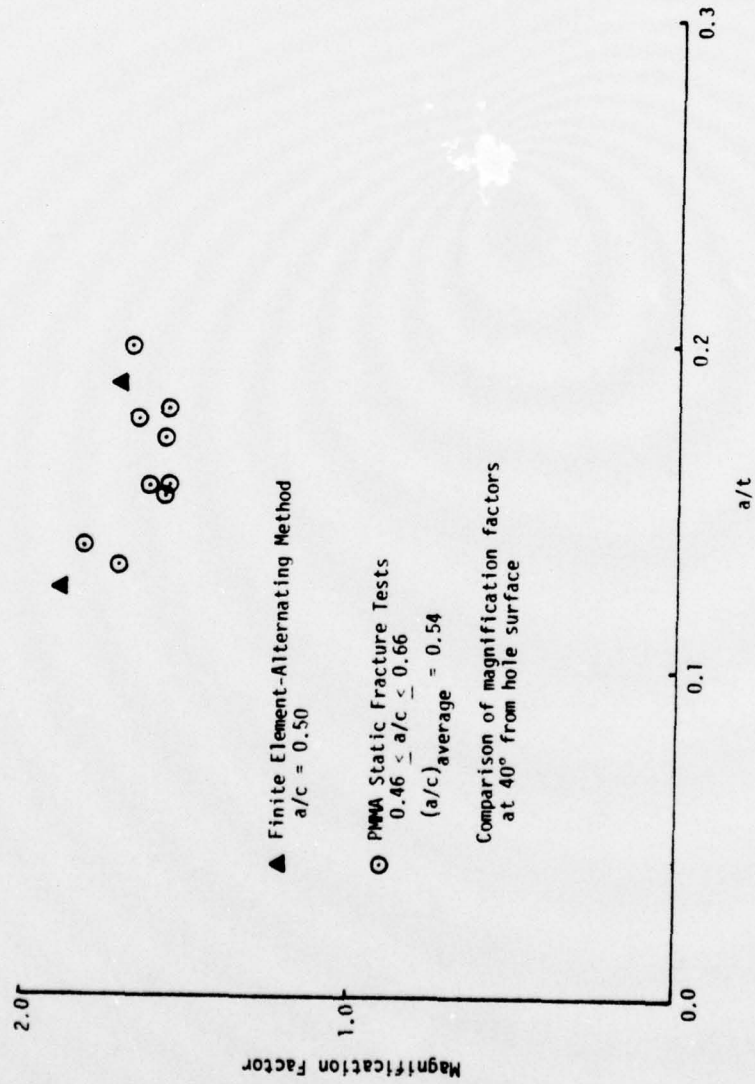 2.0
Magnification Factor
1.0
0.0
▲ Finite Element-Alternating Method
a/c = 0.50
⊙ PMMA Static Fracture Tests
0.46 ≤ a/c ≤ 0.66
(a/c)average = 0.54
Comparison of magnification factors
at 40° from hole surface
0.1
0.2
0.3
a/t